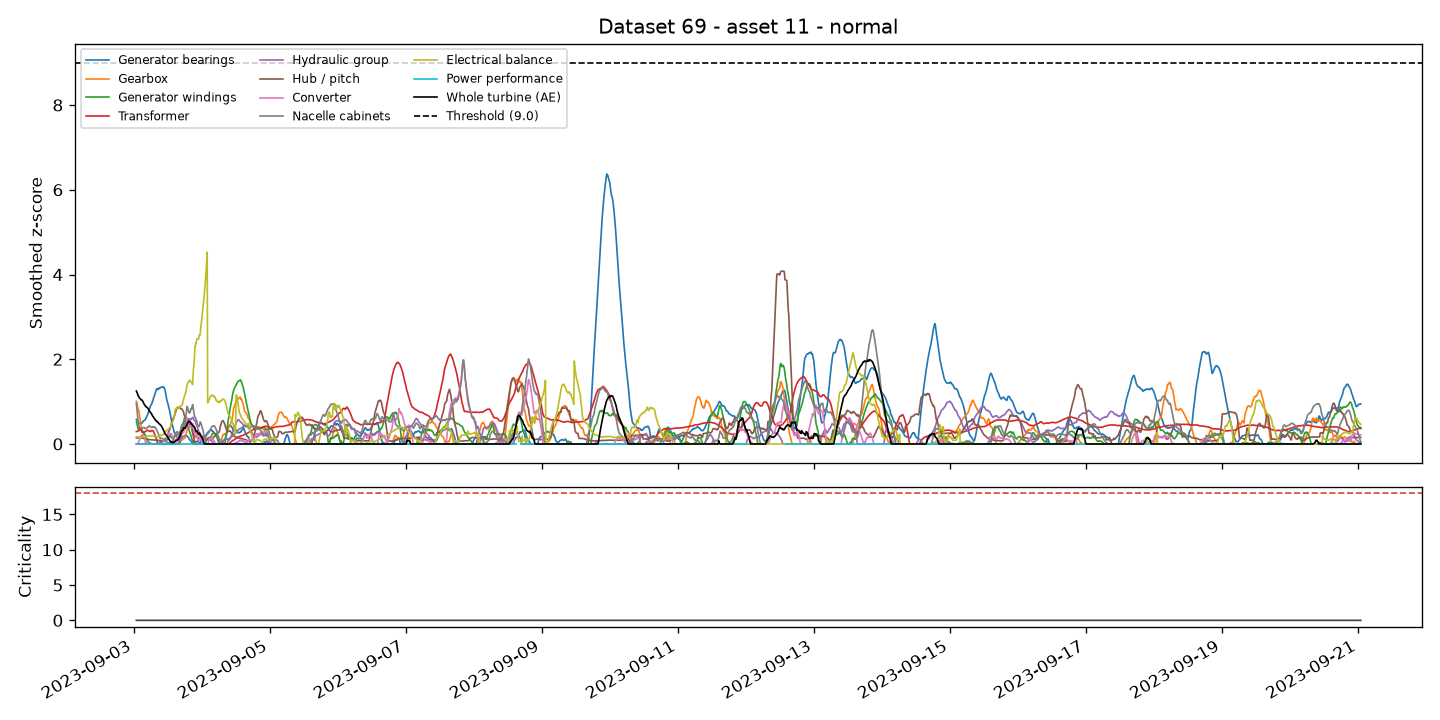 Dataset 69 - asset 11 - normal
Generator bearings
Gearbox
Generator windings
Transformer
Hydraulic group
Hub / pitch
Converter
Nacelle cabinets
Electrical balance
Power performance
Whole turbine (AE)
Threshold (9.0)
Smoothed z-score
8
6
4
2
0
Criticality
15
10
5
0
2023-09-03
2023-09-05
2023-09-07
2023-09-09
2023-09-11
2023-09-13
2023-09-15
2023-09-17
2023-09-19
2023-09-21